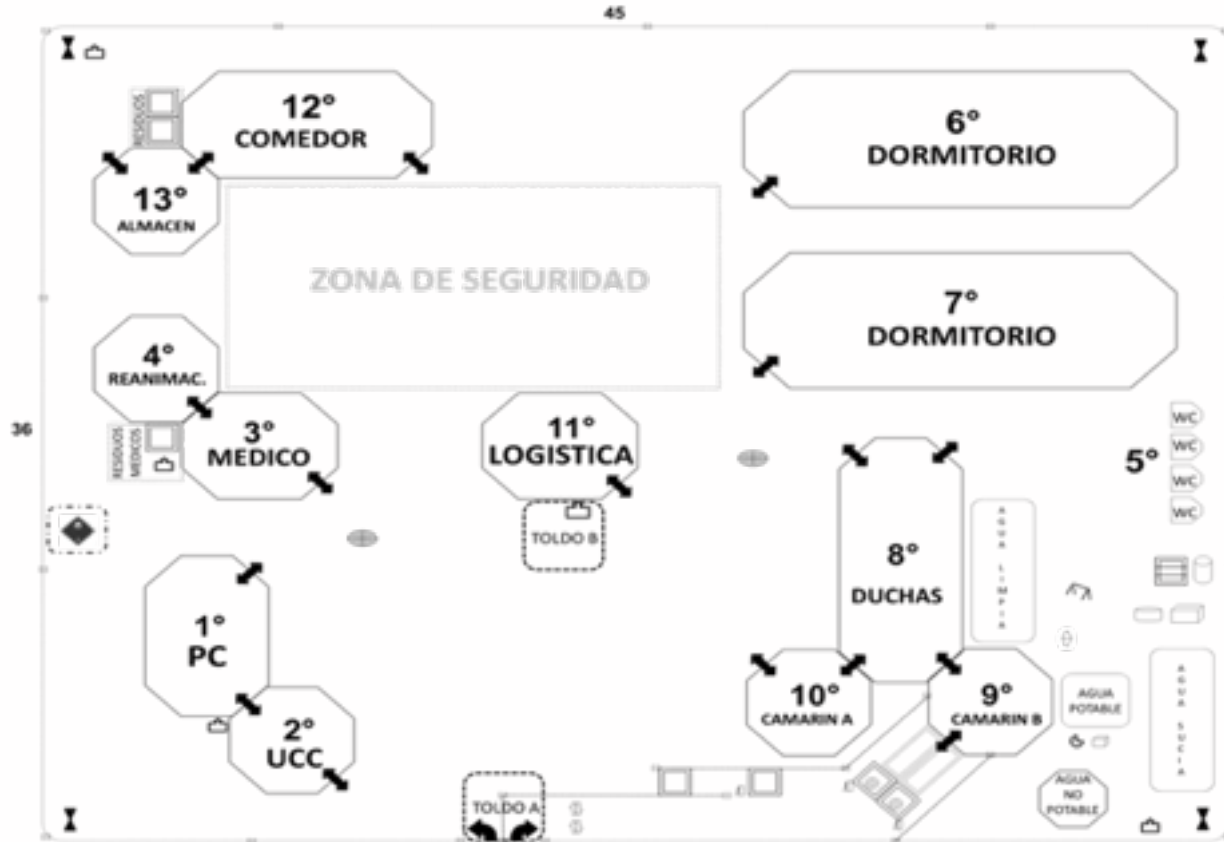 45
12°
COMEDOR
RESIDUOS
13°
ALMACEN
6°
DORMITORIO
ZONA DE SEGURIDAD
7°
DORMITORIO
4°
REANIMAC.
36
3°
MEDICO
RESIDUOS
MEDICOS
11°
LOGISTICA
TOLDO B
5°
WC
WC
WC
WC
8°
DUCHAS
AGUA LIMPIA
1°
PC
2°
UCC
10°
CAMARIN A
9°
CAMARIN B
AGUA
POTABLE
AGUA SUCIA
AGUA
NO
POTABLE
TOLDO A
E
E
E